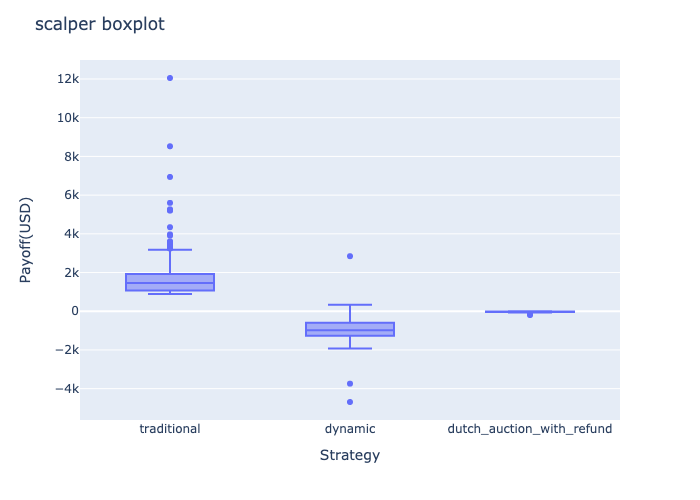 scalper boxplot
12k
10k
8k
6k
4k
2k
0
−2k
−4k
Payoff(USD)
traditional
dynamic
dutch_auction_with_refund
Strategy